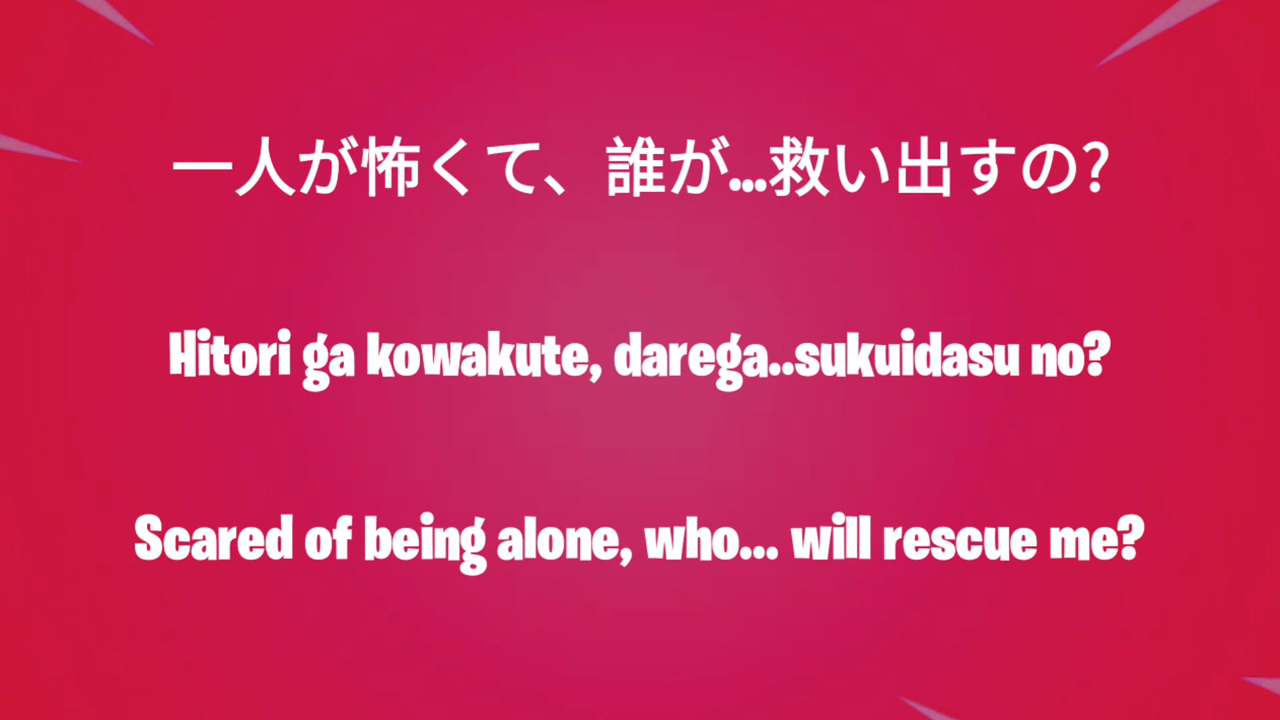 一人が怖くて、誰が...救い出すの?
Hitori ga kowakute, darega..sukuidasu no?
Scared of being alone, who... will rescue me?